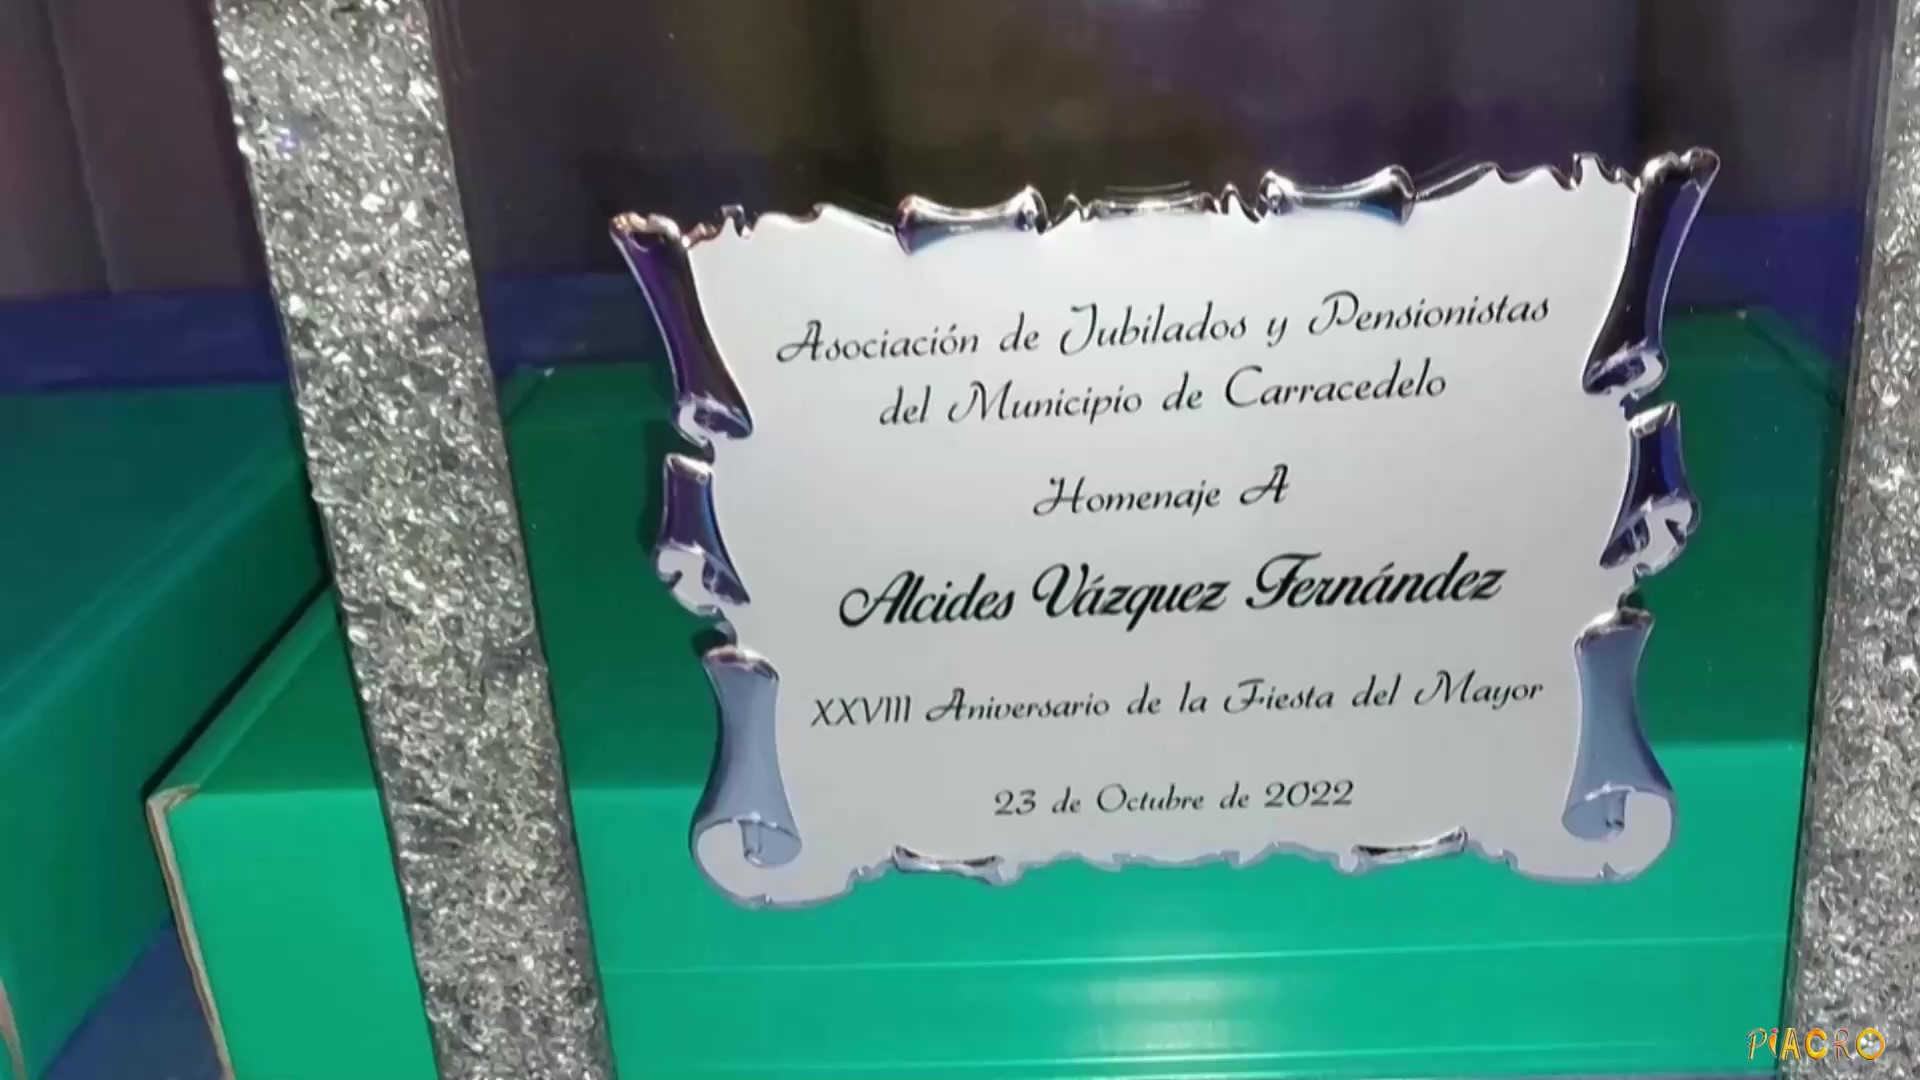 Asociación de Jubilados y Pensionistas
del Municipio de Carracedelo
Homenaje A
Alcides Vázquez Fernández
XXVIII Aniversario de la Fiesta del Mayor
23 de Octubre de 2022
PIACRO